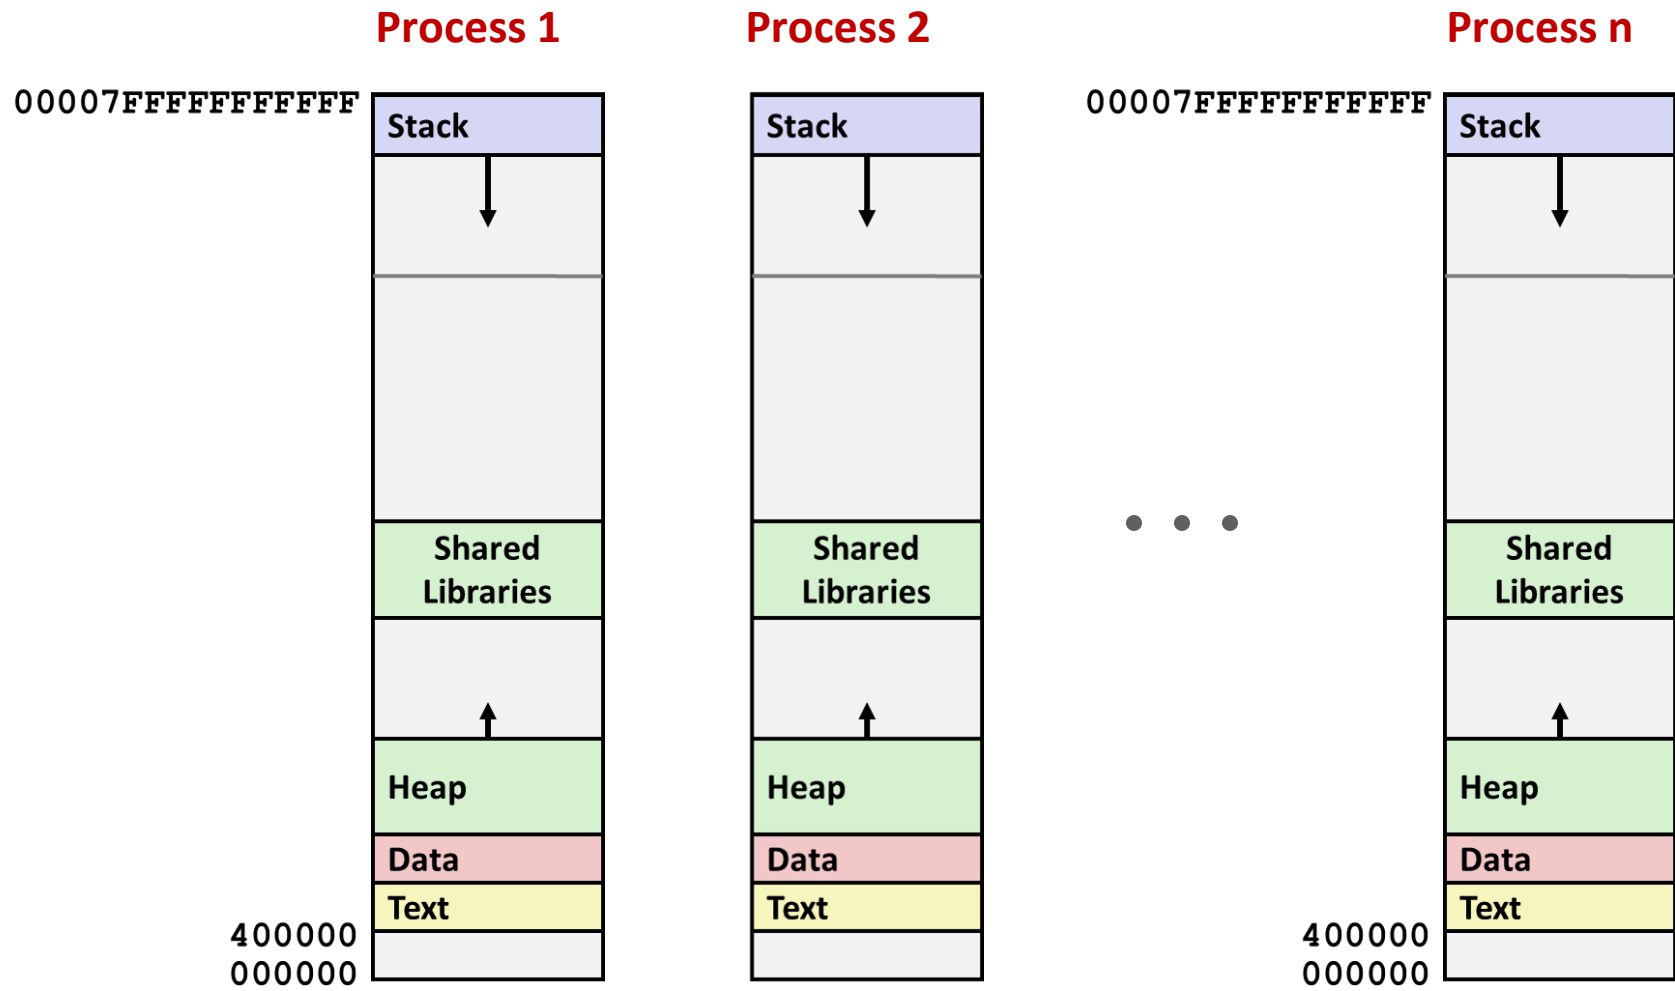 Process 1
Process 2
Process n
00007FFFFFFFFFFF
00007FFFFFFFFFFF
Stack
Stack
Stack
Shared
Libraries
Shared
Libraries
Shared
Libraries
Heap
Heap
Heap
Data
Data
Data
Text
Text
Text
400000
400000
000000
000000